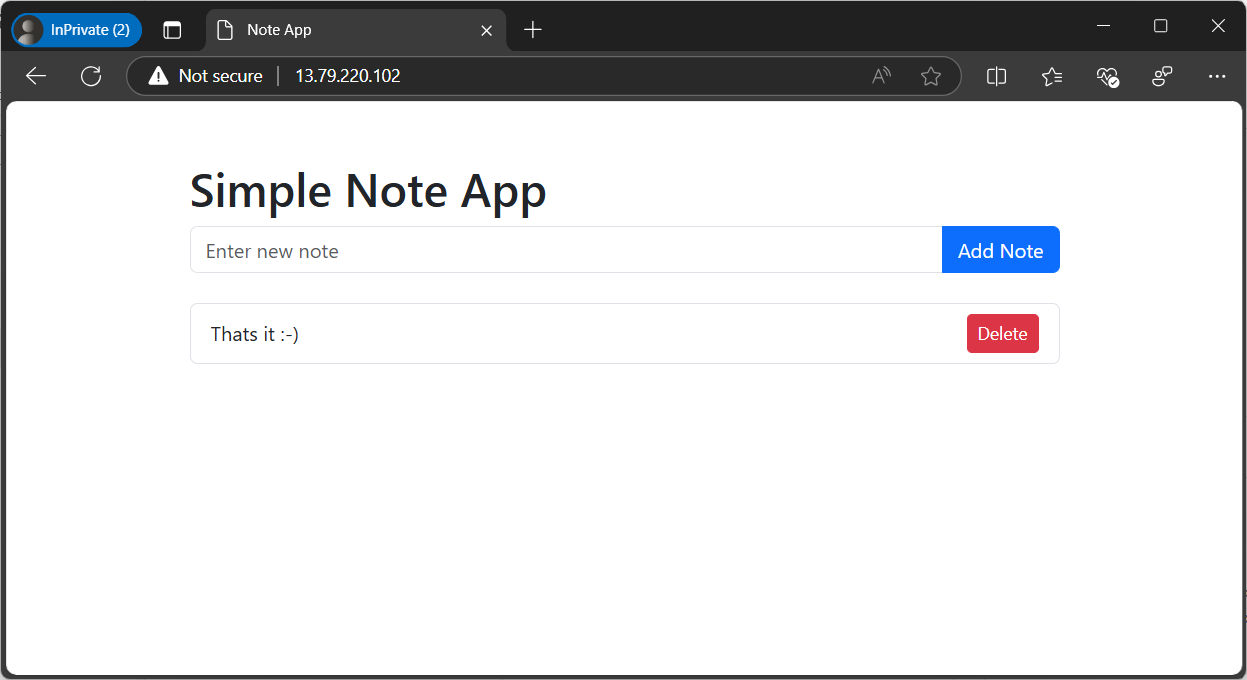 InPrivate (2)
Note App
Not secure
13.79.220.102
Simple Note App
Enter new note
Add Note
Thats it :-)
Delete